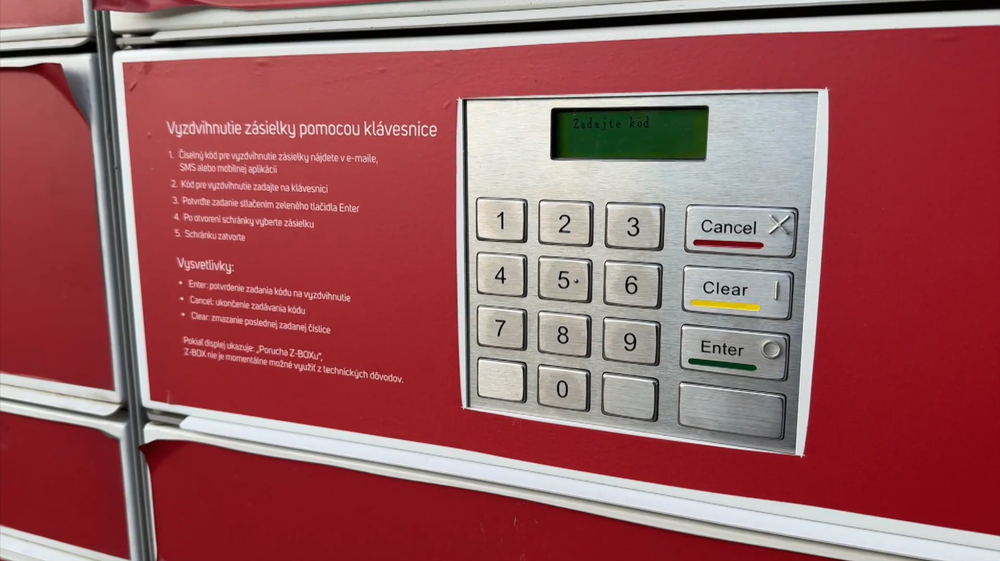 Vyzdvihnutie zásielky pomocou klávesnice
1. Číselný kód pre vyzdvihnutie zásielky nájdete v e-maile,
SMS alebo mobilnej aplikácii
2. Kód pre vyzdvihnutie zadajte na klávesnici
3. Potvrďte zadanie stlačením zeleného tlačidla Enter
4. Po otvorení schránky vyberte zásielku
5. Schránku zatvorte
Vysvetlivky:
• Enter: potvrdenie zadania kódu na vyzdvihnutie
• Cancel: ukončenie zadávania kódu
• Clear: zmazanie poslednej zadanej číslice
Pokiaľ displej ukazuje: „Porucha Z-BOXu",
Z-BOX nie je momentálne možné využiť z technických dôvodov.
Zadajte kod
1 2 3 Cancel
4 5 6 Clear
7 8 9 Enter
0